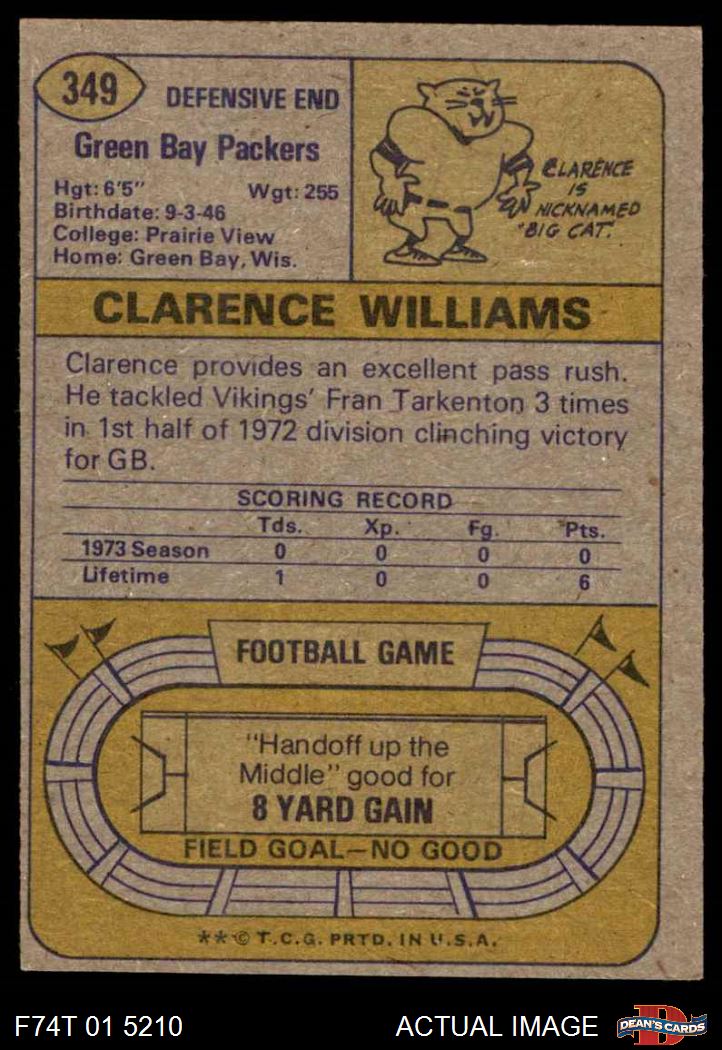 349
DEFENSIVE END
Green Bay Packers
Hgt: 6'5" Wgt: 255
Birthdate: 9-3-46
College: Prairie View
Home: Green Bay, Wis.
CLARENCE
IS
NICKNAMED
"BIG CAT".
CLARENCE WILLIAMS
Clarence provides an excellent pass rush.
He tackled Vikings' Fran Tarkenton 3 times
in 1st half of 1972 division clinching victory
for GB.
SCORING RECORD
Tds. Xp. Fg. Pts.
1973 Season 0 0 0 0
Lifetime 1 0 0 6
FOOTBALL GAME
"Handoff up the
Middle" good for
8 YARD GAIN
FIELD GOAL—NO GOOD
**© T.C.G. PRTD. IN U.S.A.
F74T 01 5210
ACTUAL IMAGE
D
DEAN'S CARDS